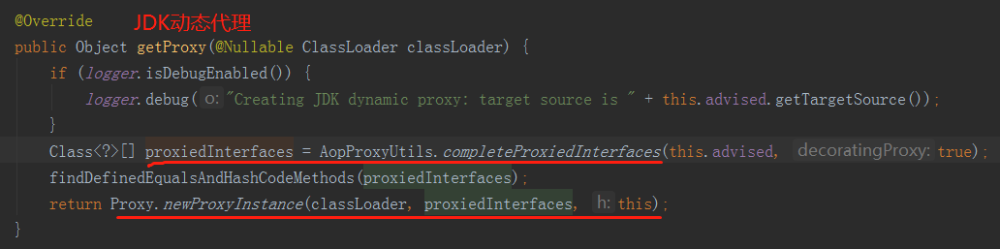 @Override JDK动态代理
public Object getProxy(@Nullable ClassLoader classLoader) {
if (logger.isDebugEnabled()) {
logger.debug( o: "Creating JDK dynamic proxy: target source is " + this.advised.getTargetSource());
}
Class<?>[] proxiedInterfaces = AopProxyUtils.completeProxiedInterfaces(this.advised, decoratingProxy: true);
findDefinedEqualsAndHashCodeMethods(proxiedInterfaces);
return Proxy.newProxyInstance(classLoader, proxiedInterfaces, h: this);
}